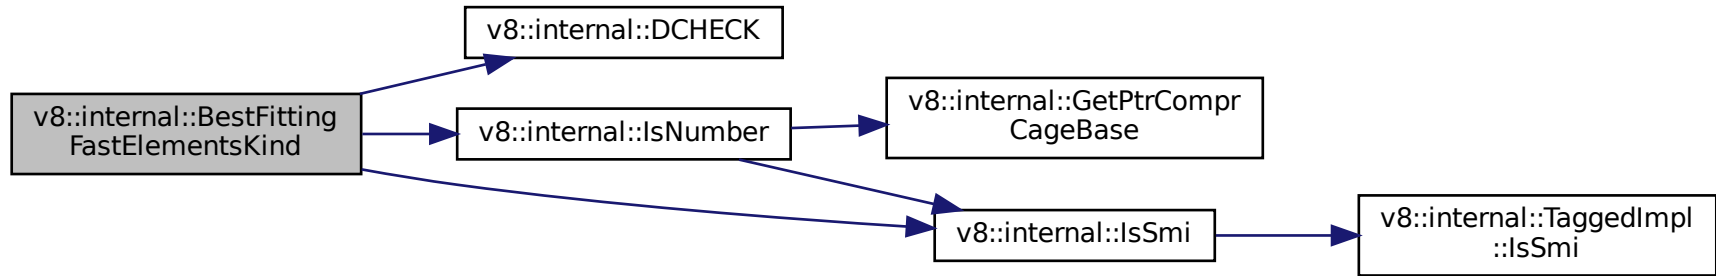 v8::internal::DCHECK
v8::internal::BestFitting
FastElementsKind
v8::internal::IsNumber
v8::internal::GetPtrCompr
CageBase
v8::internal::IsSmi
v8::internal::TaggedImpl
::IsSmi